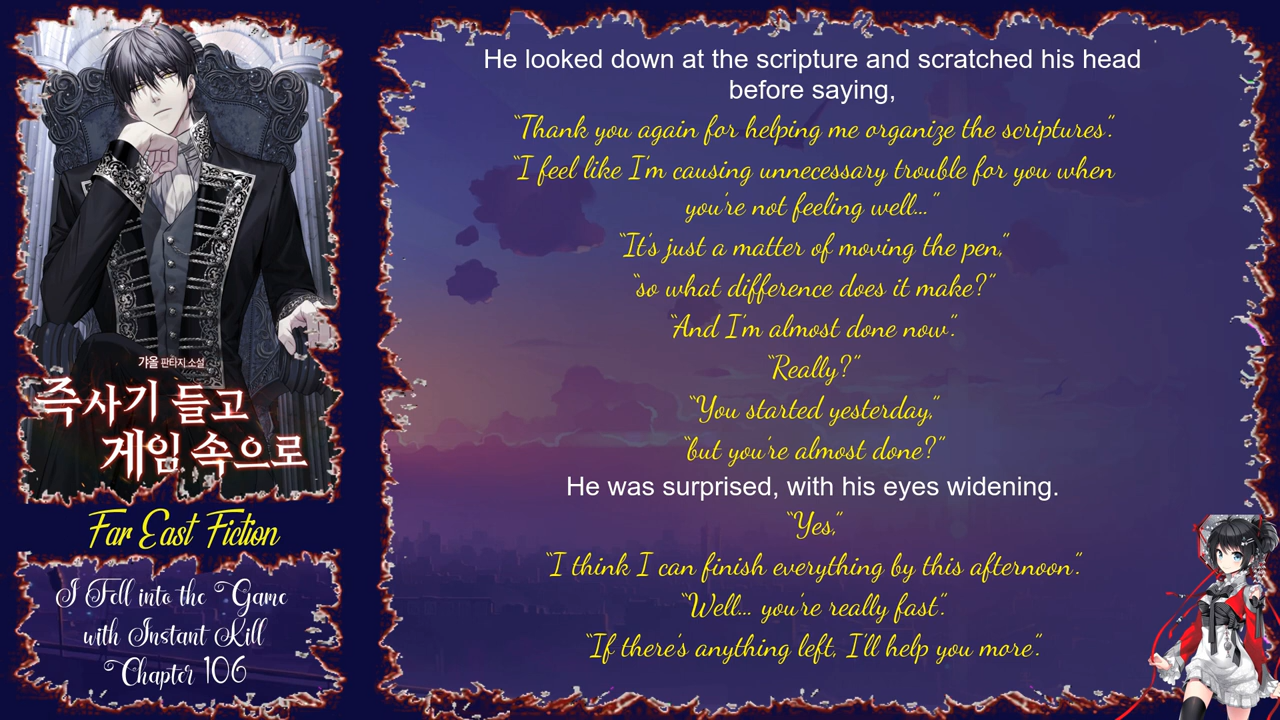 갸올 판타지 소설
즉사기 들고
게임 속으로
Far East Fiction
I Fell into the Game
with Instant Kill
Chapter 106
He looked down at the scripture and scratched his head
before saying,
“Thank you again for helping me organize the scriptures.”
“I feel like I’m causing unnecessary trouble for you when
you’re not feeling well...”
“It’s just a matter of moving the pen,”
“so what difference does it make?”
“And I’m almost done now.”
“Really?”
“You started yesterday,”
“but you’re almost done?”
He was surprised, with his eyes widening.
“Yes,”
“I think I can finish everything by this afternoon.”
“Well... you’re really fast.”
“If there’s anything left, I’ll help you more.”